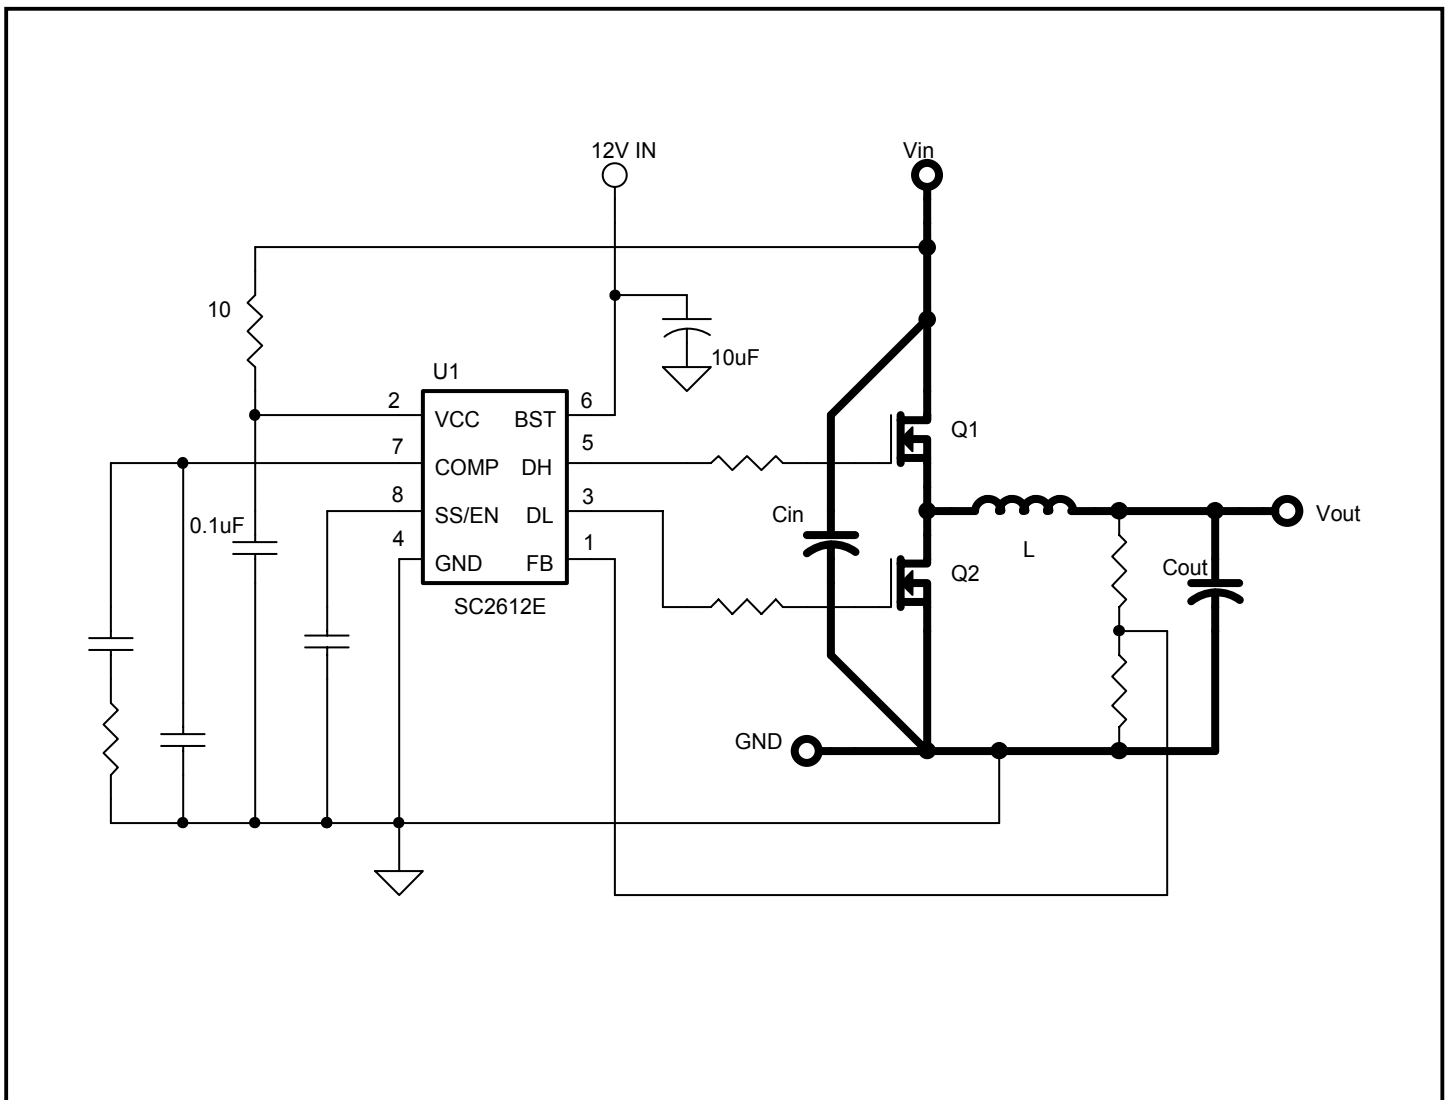 12V IN
Vin
10
10uF
U1
2
6
VCC
BST
Q1
7
5
COMP
DH
8
3
0.1uF
SS/EN
DL
Cin
Vout
4
1
L
GND
FB
Q2
Cout
SC2612E
GND